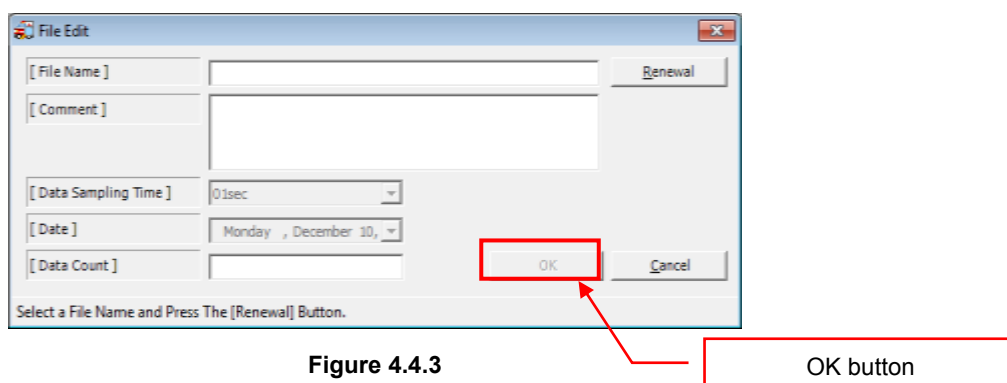 File Edit
[ File Name ]
Renewal
[ Comment ]
[ Data Sampling Time ]
01sec
[ Date ]
Monday , December 10,
[ Data Count ]
OK
Cancel
Select a File Name and Press The [Renewal] Button.
Figure 4.4.3
OK button